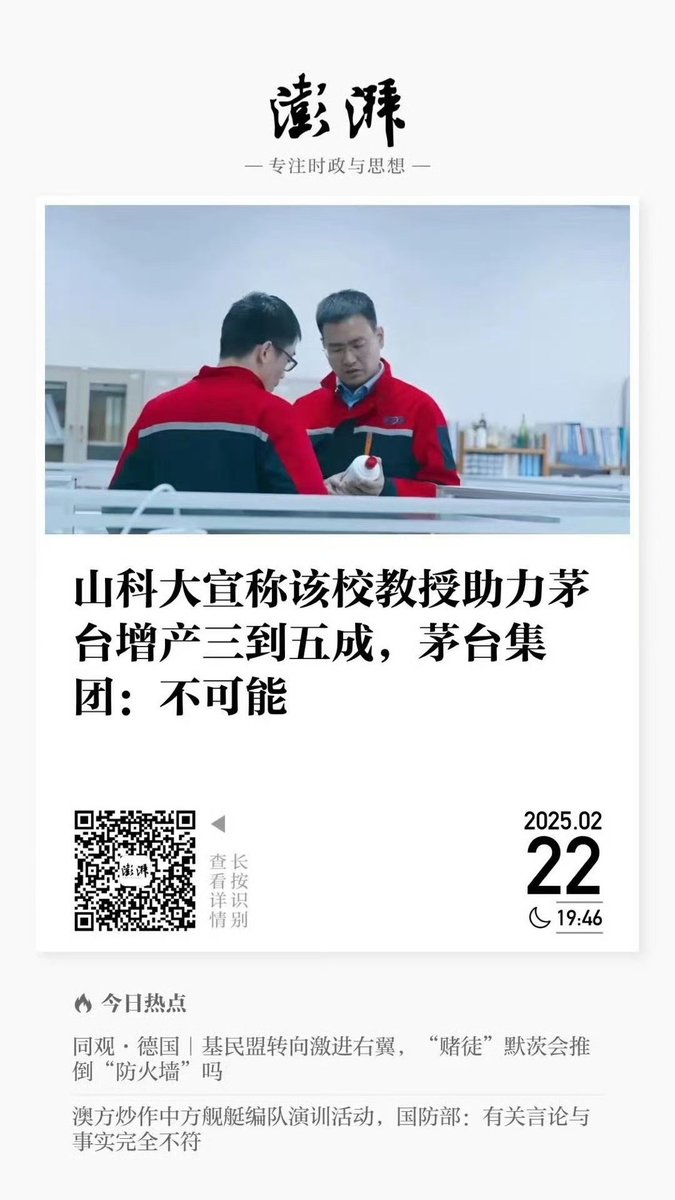 澎湃
— 专注时政与思想 —
山科大宣称该校教授助力茅
台增产三到五成，茅台集
团：不可能
澎湃
长按识别
查看详情
2025.02
22
19:46
今日热点
同观·德国｜基民盟转向激进右翼，“赌徒”默茨会推
倒“防火墙”吗
澳方炒作中方舰艇编队演训活动，国防部：有关言论与
事实完全不符